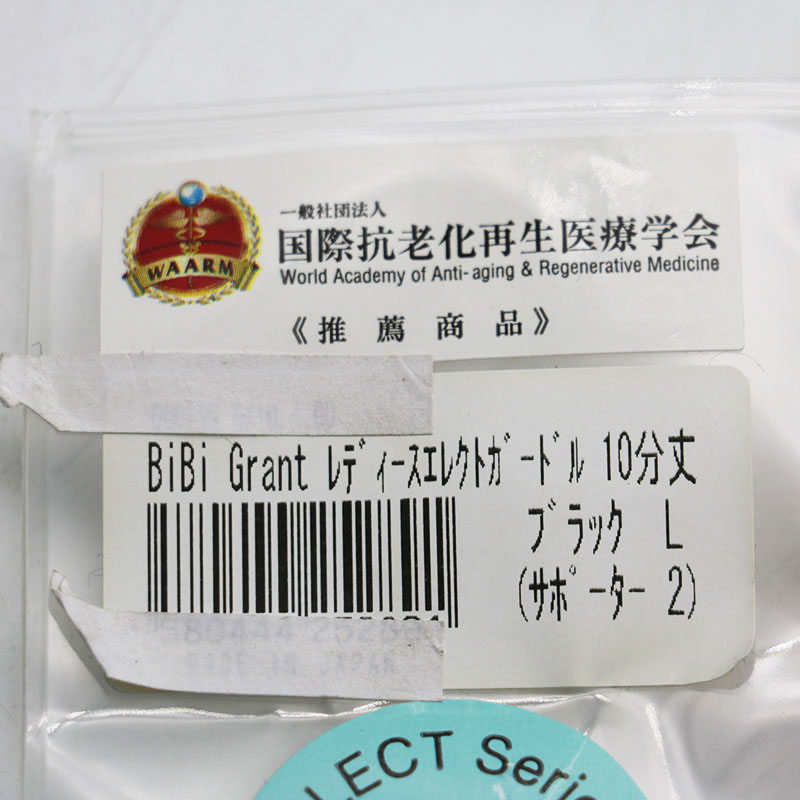 WAARM
一般社団法人
国際抗老化再生医療学会
World Academy of Anti-aging & Regenerative Medicine
《推薦商品》
BiBi Grant ﾚﾃﾞｨｰｽｴﾚｸﾄｶﾞｰﾄﾞﾙ 10分丈
ﾌﾞﾗｯｸ L
(ｻﾎﾟｰﾀｰ 2)
MADE IN JAPAN
LECT Serie